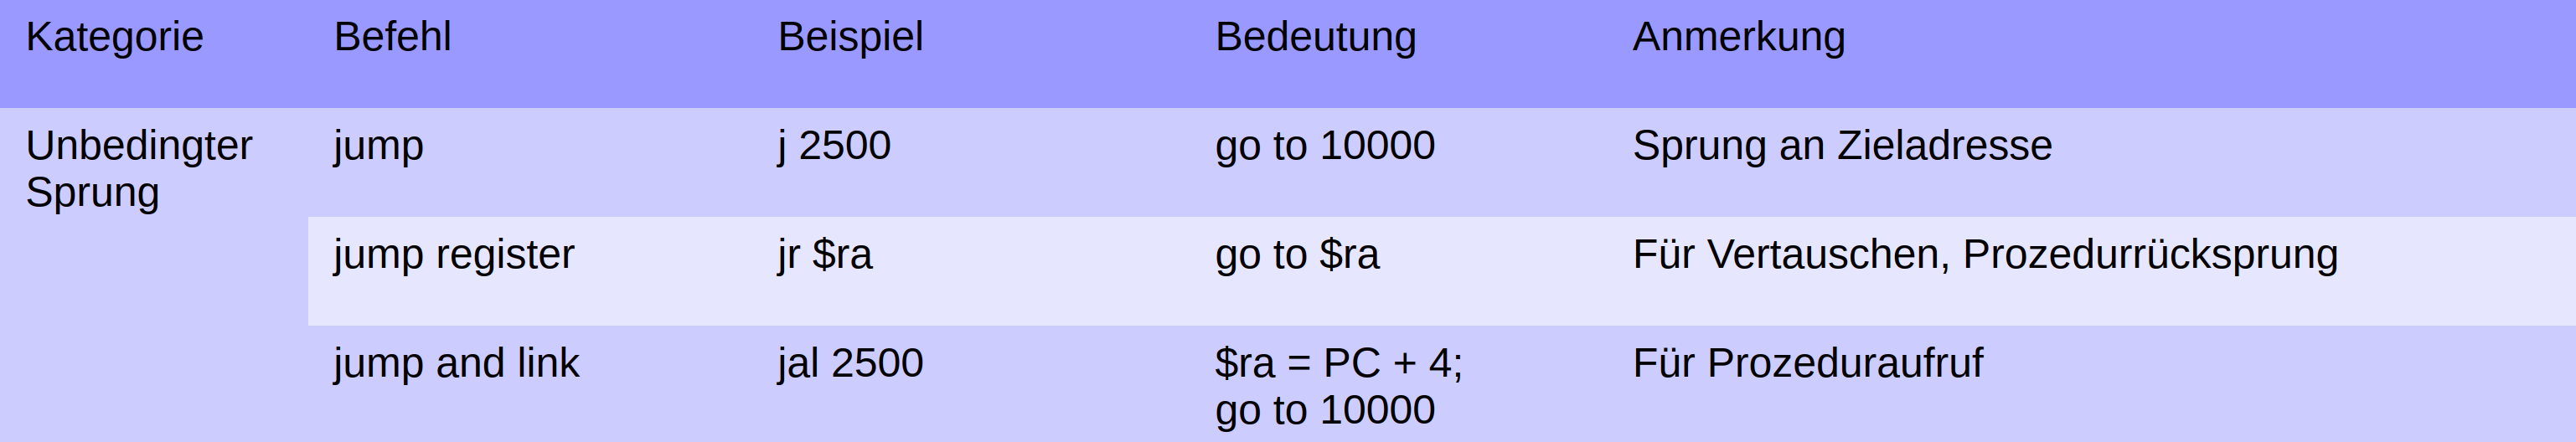 Kategorie Befehl Beispiel Bedeutung Anmerkung
Unbedingter jump j 2500 go to 10000 Sprung an Zieladresse
Sprung
jump register jr $ra go to $ra Für Vertauschen, Prozedurrücksprung
jump and link jal 2500 $ra = PC + 4; Für Prozeduraufruf
go to 10000